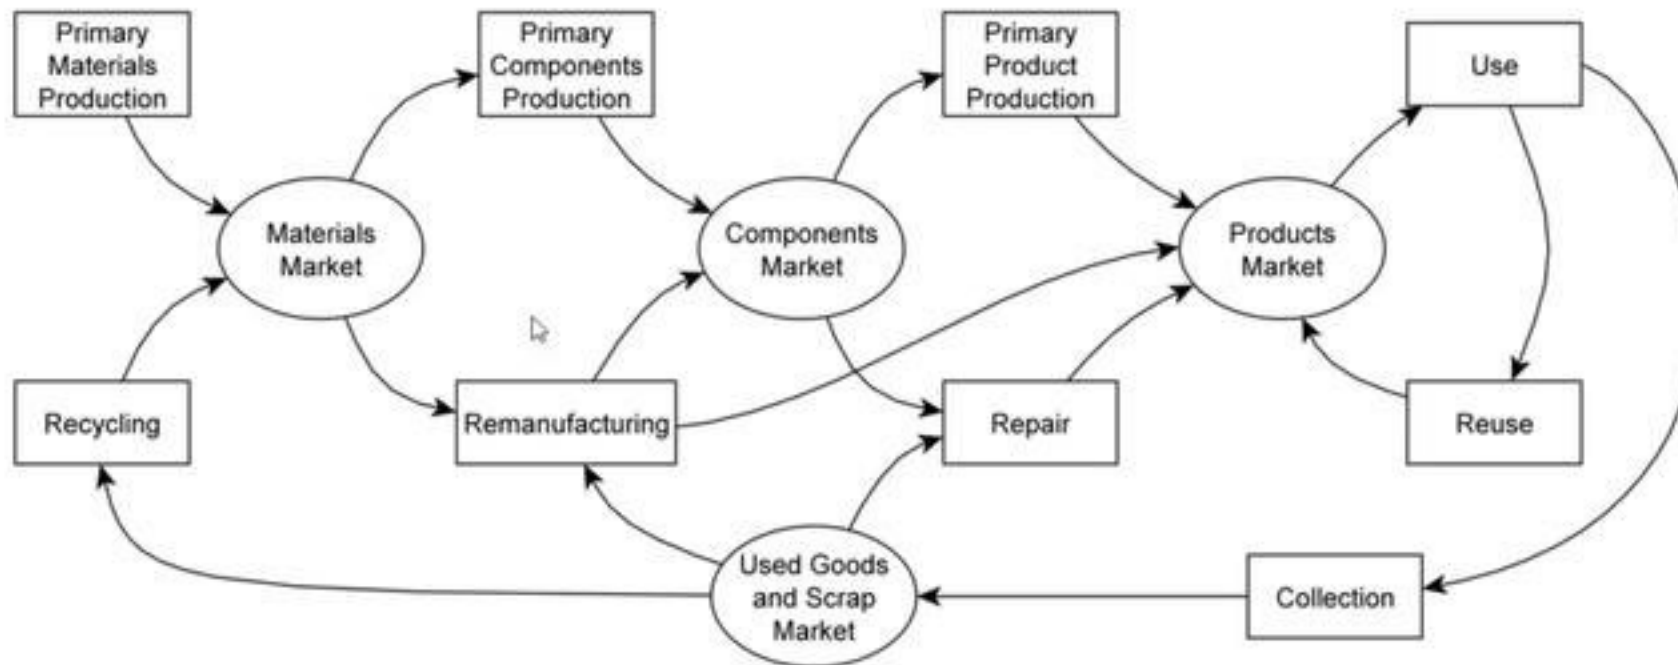 Primary
Materials
Production
Primary
Components
Production
Primary
Product
Production
Use
Materials
Market
Components
Market
Products
Market
Recycling
Remanufacturing
Repair
Reuse
Used Goods
and Scrap
Market
Collection